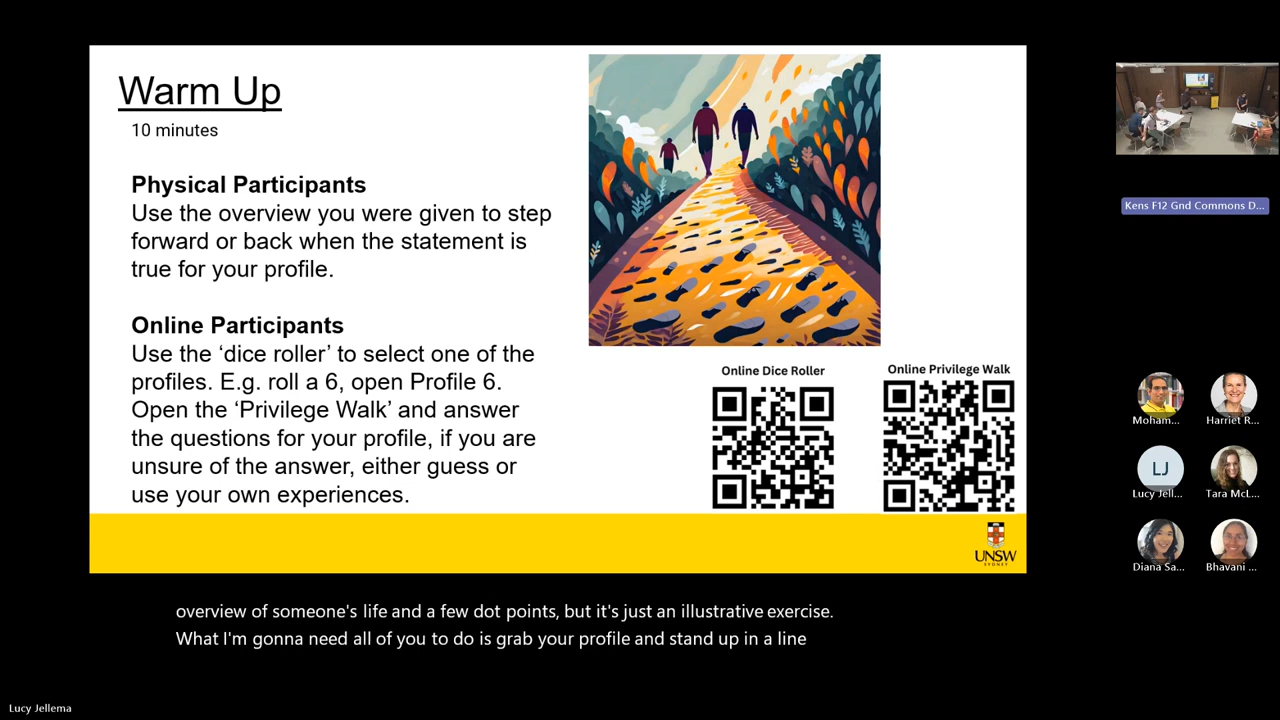 Warm Up
10 minutes
Physical Participants
Use the overview you were given to step
forward or back when the statement is
true for your profile.
Online Participants
Use the ‘dice roller’ to select one of the
profiles. E.g. roll a 6, open Profile 6.
Open the ‘Privilege Walk’ and answer
the questions for your profile, if you are
unsure of the answer, either guess or
use your own experiences.
Online Dice Roller
Online Privilege Walk
UNSW
SYDNEY
Kens F12 Gnd Commons D...
Moham...
Harriet R...
LJ
Lucy Jell...
Tara McL...
Diana Sa...
Bhavani ...
overview of someone's life and a few dot points, but it's just an illustrative exercise.
What I'm gonna need all of you to do is grab your profile and stand up in a line
Lucy Jellema